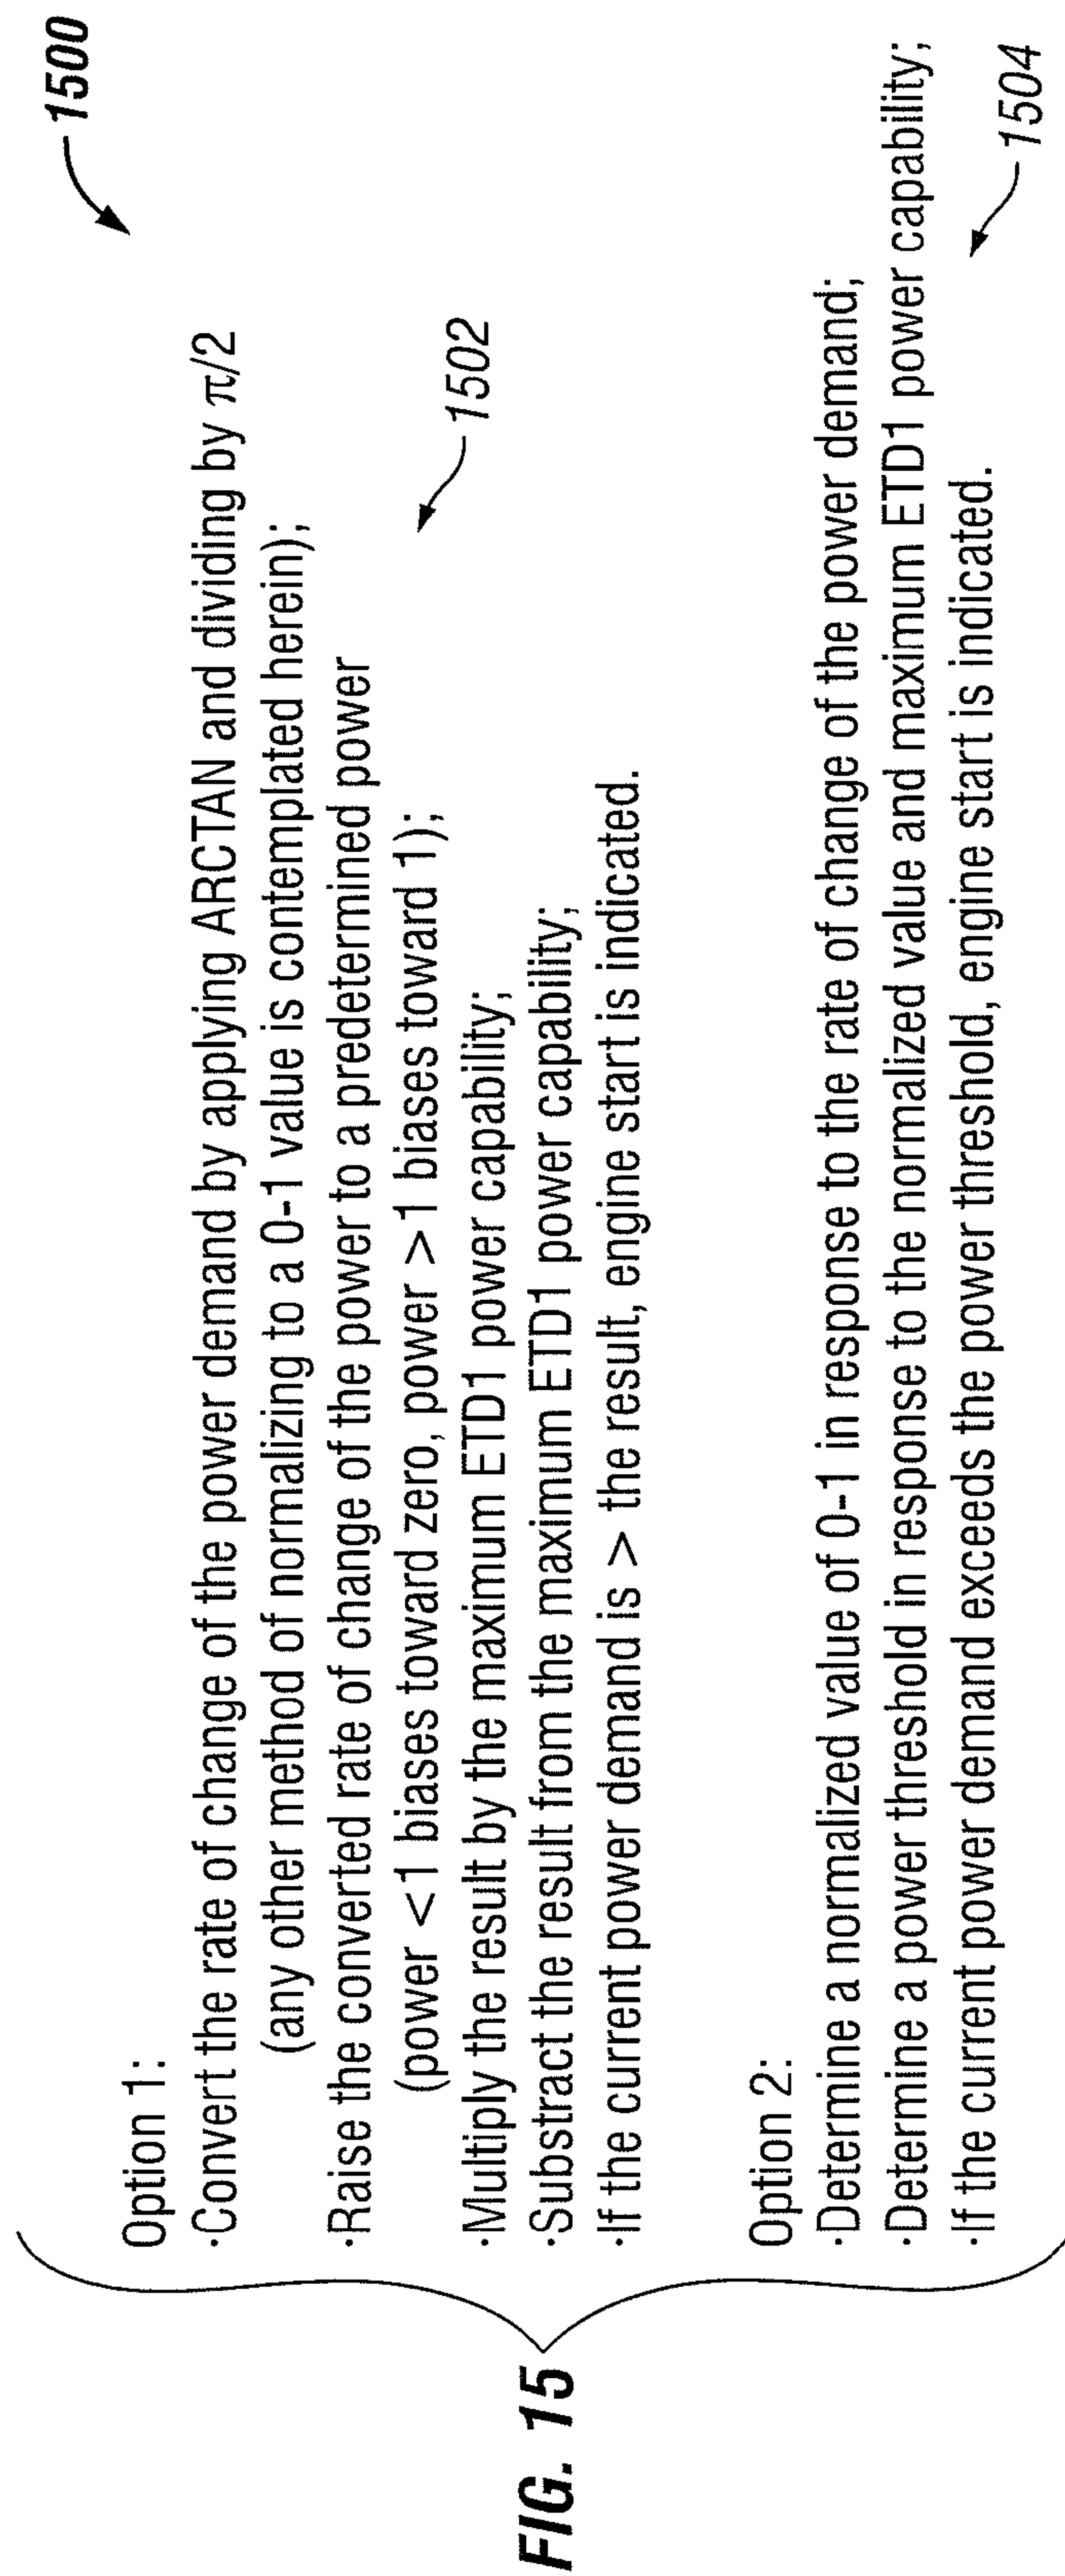 1500
Option 1:
·Convert the rate of change of the power demand by applying ARCTAN and dividing by π/2
(any other method of normalizing to a 0-1 value is contemplated herein);
·Raise the converted rate of change of the power to a predetermined power
(power <1 biases toward zero, power >1 biases toward 1);
1502
·Multiply the result by the maximum ETD1 power capability;
·Substract the result from the maximum ETD1 power capability;
·If the current power demand is > the result, engine start is indicated.
Option 2:
·Determine a normalized value of 0-1 in response to the rate of change of the power demand;
·Determine a power threshold in response to the normalized value and maximum ETD1 power capability;
·If the current power demand exceeds the power threshold, engine start is indicated.
1504
FIG. 15